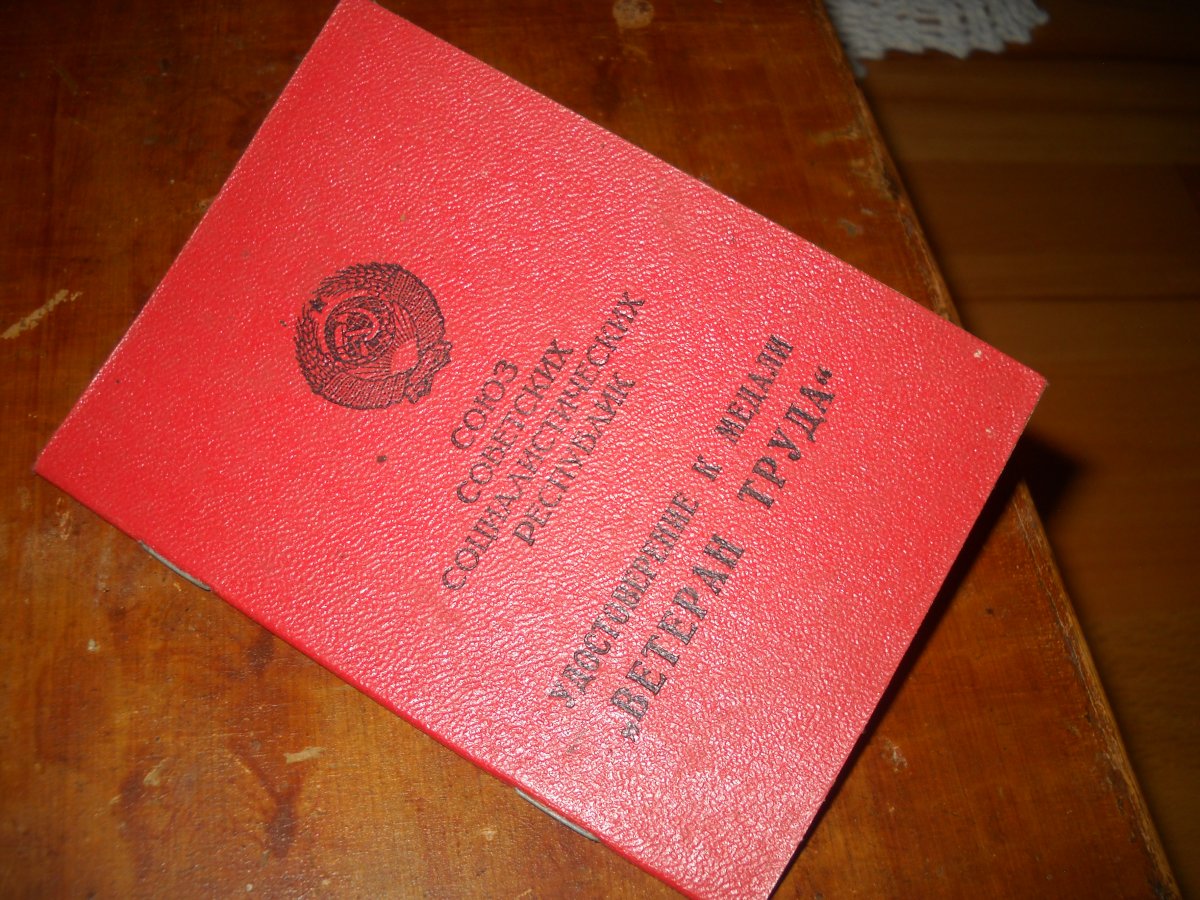 СОЮЗ
СОВЕТСКИХ
СОЦИАЛИСТИЧЕСКИХ
РЕСПУБЛИК
УДОСТОВЕРЕНИЕ К МЕДАЛИ
„ВЕТЕРАН ТРУДА“